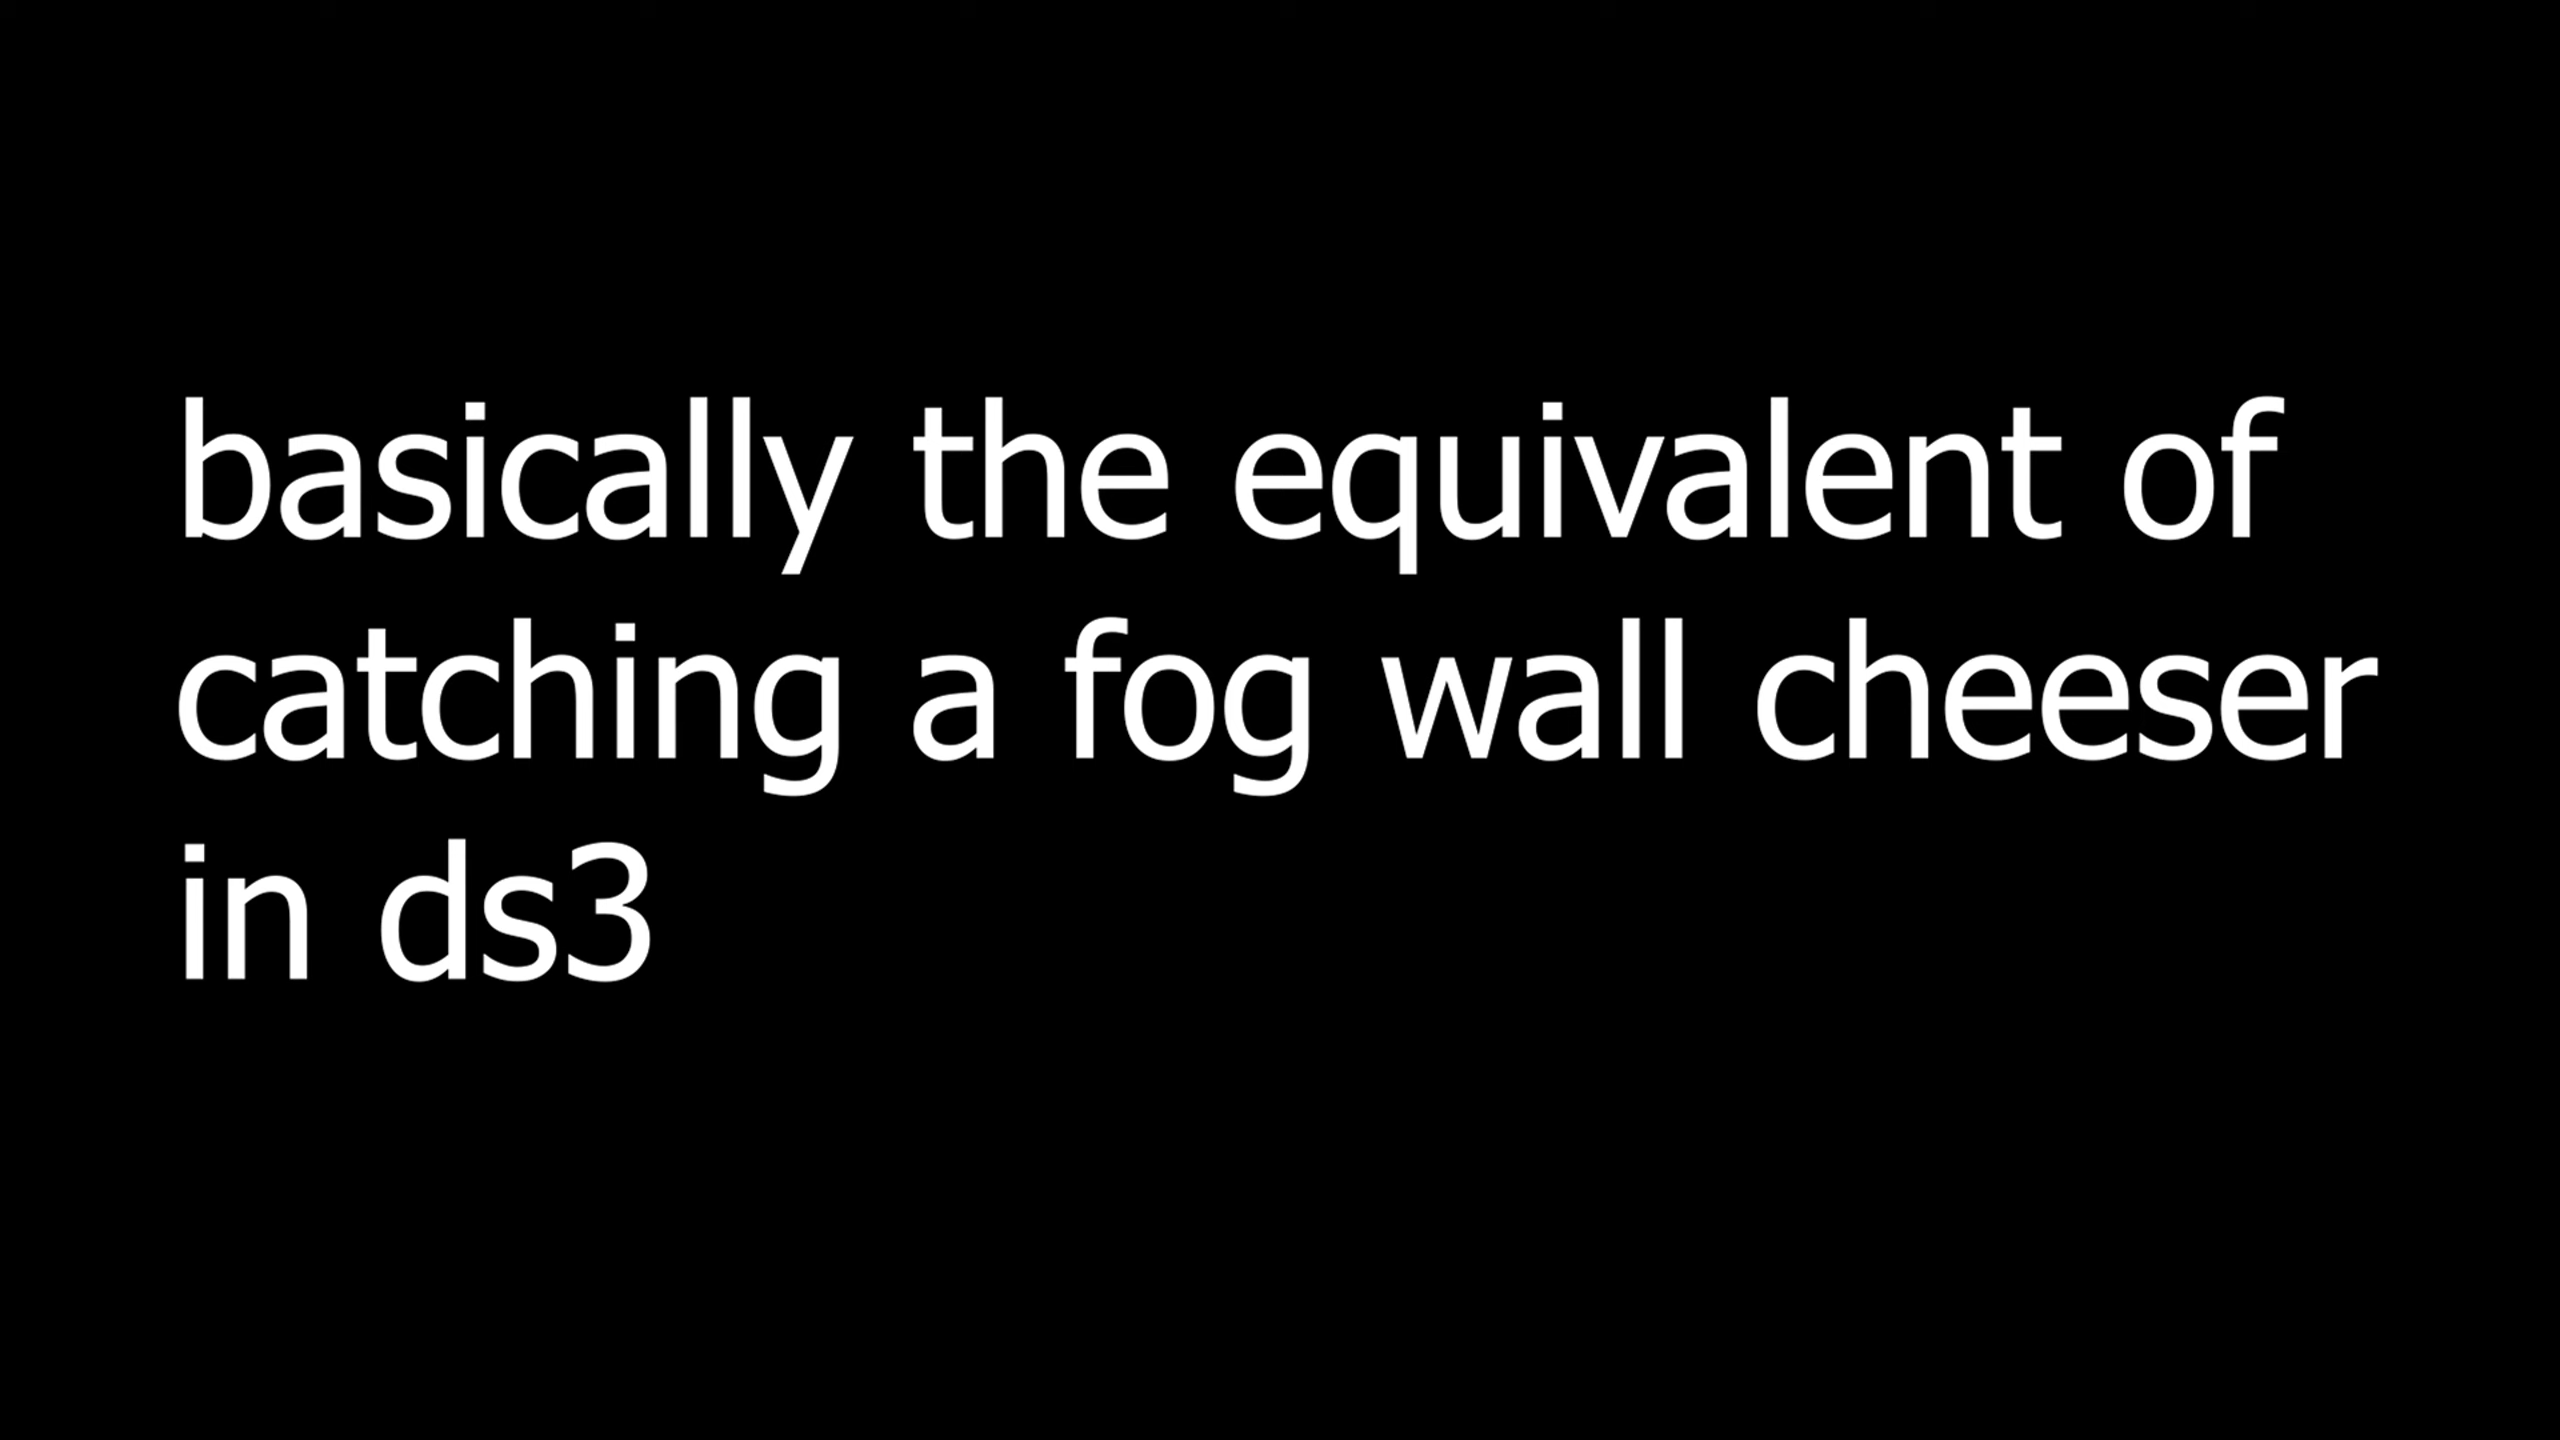 basically the equivalent of
catching a fog wall cheeser
in ds3